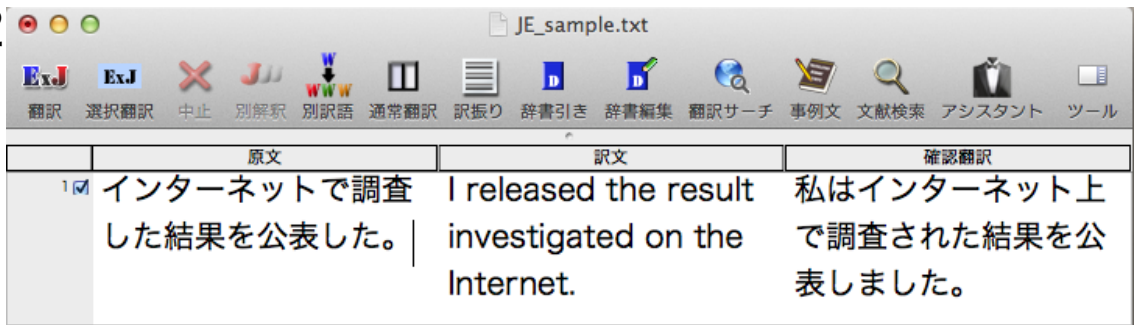 JE_sample.txt
ExJ ExJ J W WWW D D
翻訳 選択翻訳 中止 別解釈 別訳語 通常翻訳 訳振り 辞書引き 辞書編集 翻訳サーチ 事例文 文献検索 アシスタント ツール
原文 訳文 確認翻訳
1 インターネットで調査 I released the result 私はインターネット上
した結果を公表した。 investigated on the で調査された結果を公
Internet. 表しました。